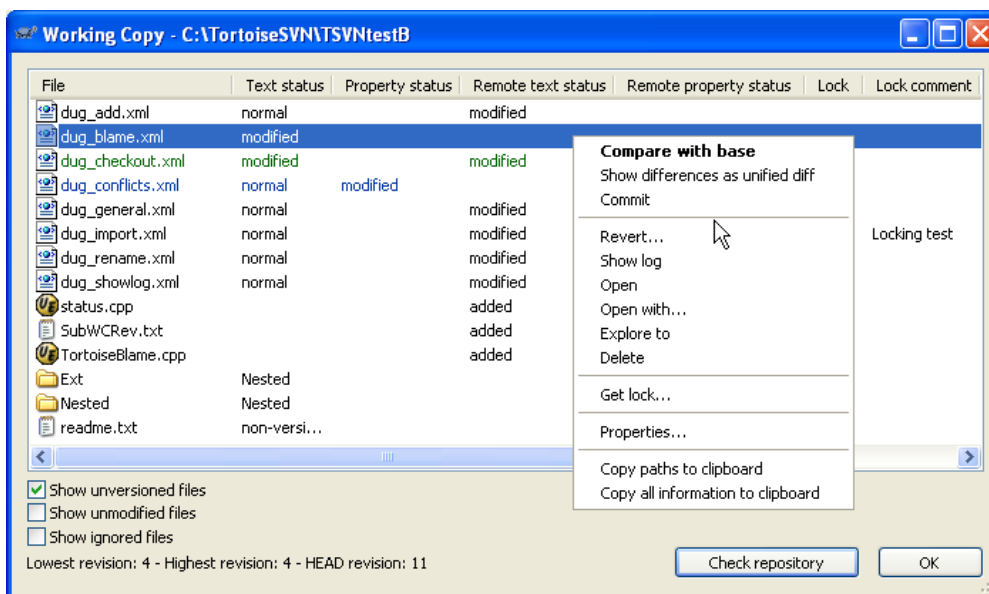 Working Copy - C:\TortoiseSVN\TSVNtestB
File Text status Property status Remote text status Remote property status Lock Lock comment
dug_add.xml normal modified
dug_blame.xml modified
dug_checkout.xml modified modified
dug_conflicts.xml normal modified
dug_general.xml normal modified
dug_import.xml normal modified Locking test
dug_rename.xml normal modified
dug_showlog.xml normal modified
status.cpp added
SubWCRev.txt added
TortoiseBlame.cpp added
Ext Nested
Nested Nested
readme.txt non-versi...
Compare with base
Show differences as unified diff
Commit
Revert...
Show log
Open
Open with...
Explore to
Delete
Get lock...
Properties...
Copy paths to clipboard
Copy all information to clipboard
Show unversioned files
Show unmodified files
Show ignored files
Lowest revision: 4 - Highest revision: 4 - HEAD revision: 11
Check repository OK